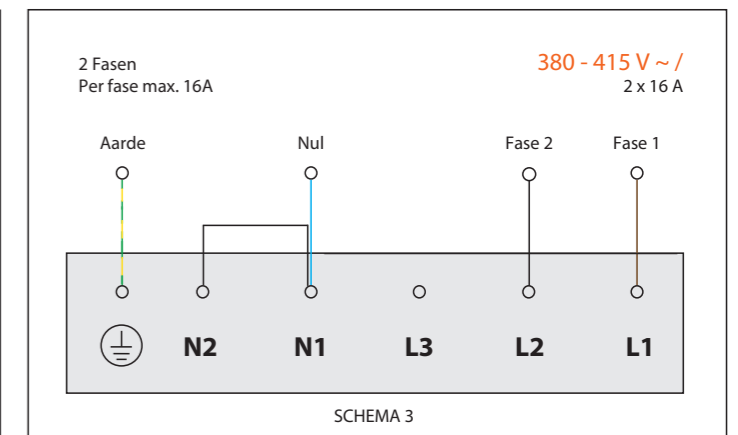 2 Fasen
Per fase max. 16A
380 - 415 V ~ /
2 x 16 A
Aarde
Nul
Fase 2
Fase 1
N2
N1
L3
L2
L1
SCHEMA 3